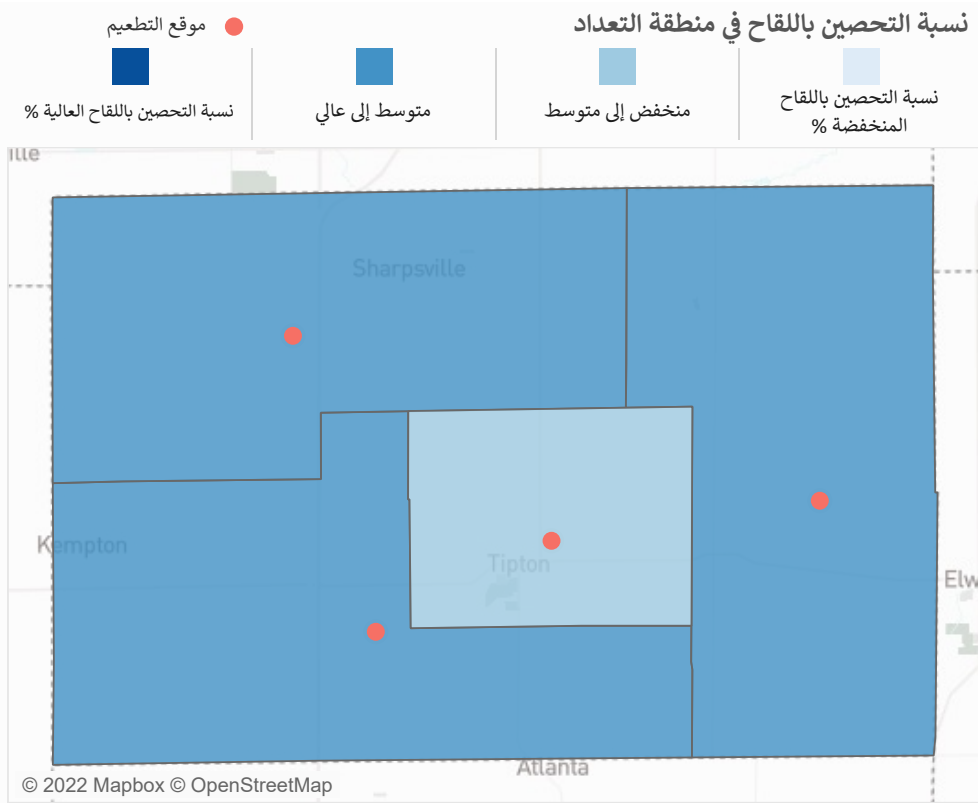 نسبة التحصين باللقاح في منطقة التعداد
موقع التطعيم
نسبة التحصين باللقاح
المنخفضة %
منخفض إلى متوسط
متوسط إلى عالي
نسبة التحصين باللقاح العالية %
ille
Sharpsville
Kempton
Tipton
Elw
Atlanta
© 2022 Mapbox © OpenStreetMap